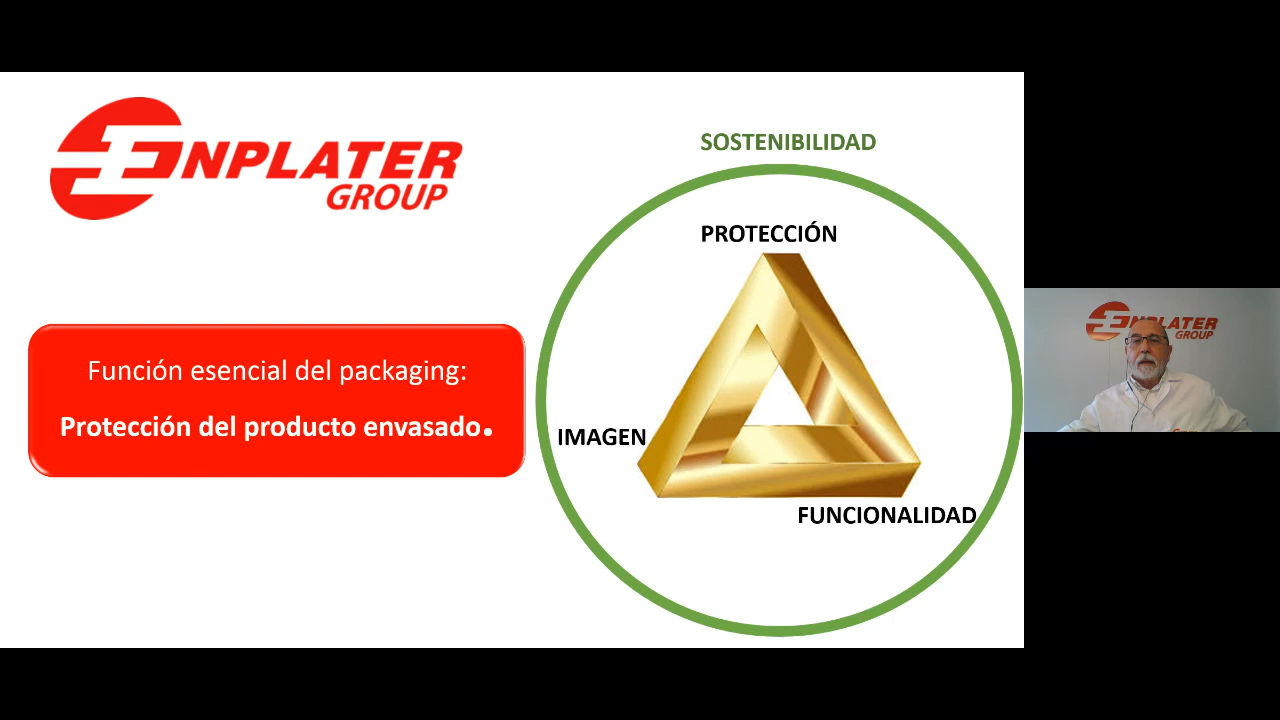 ENPLATER
GROUP
Función esencial del packaging:
Protección del producto envasado.
SOSTENIBILIDAD
PROTECCIÓN
IMAGEN
FUNCIONALIDAD
ENPLATER
GROUP